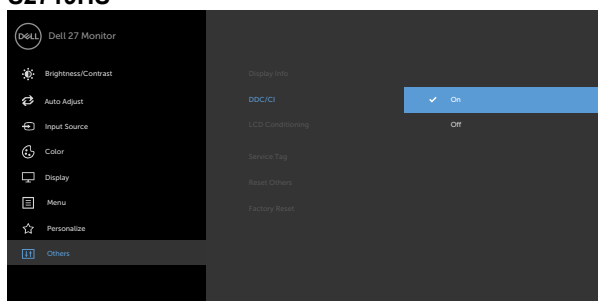 DELL Dell 27 Monitor
Brightness/Contrast
Auto Adjust
Input Source
Color
Display
Menu
Personalize
Others
Display Info
DDC/CI
LCD Conditioning
Service Tag
Reset Others
Factory Reset
On
Off